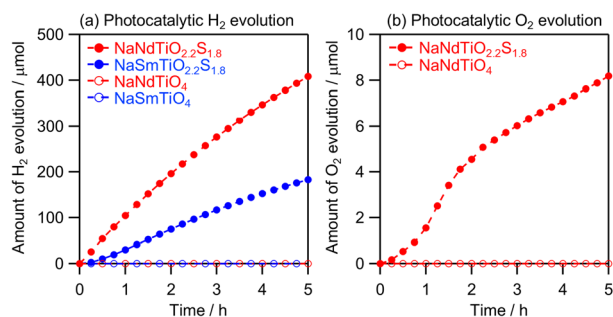 (a) Photocatalytic H₂ evolution
NaNdTiO₂.₂S₁.₈
NaSmTiO₂.₂S₁.₈
NaNdTiO₄
NaSmTiO₄
Amount of H₂ evolution / μmol
500
400
300
200
100
0
0 1 2 3 4 5
Time / h
(b) Photocatalytic O₂ evolution
NaNdTiO₂.₂S₁.₈
NaNdTiO₄
Amount of O₂ evolution / μmol
10
8
6
4
2
0
0 1 2 3 4 5
Time / h